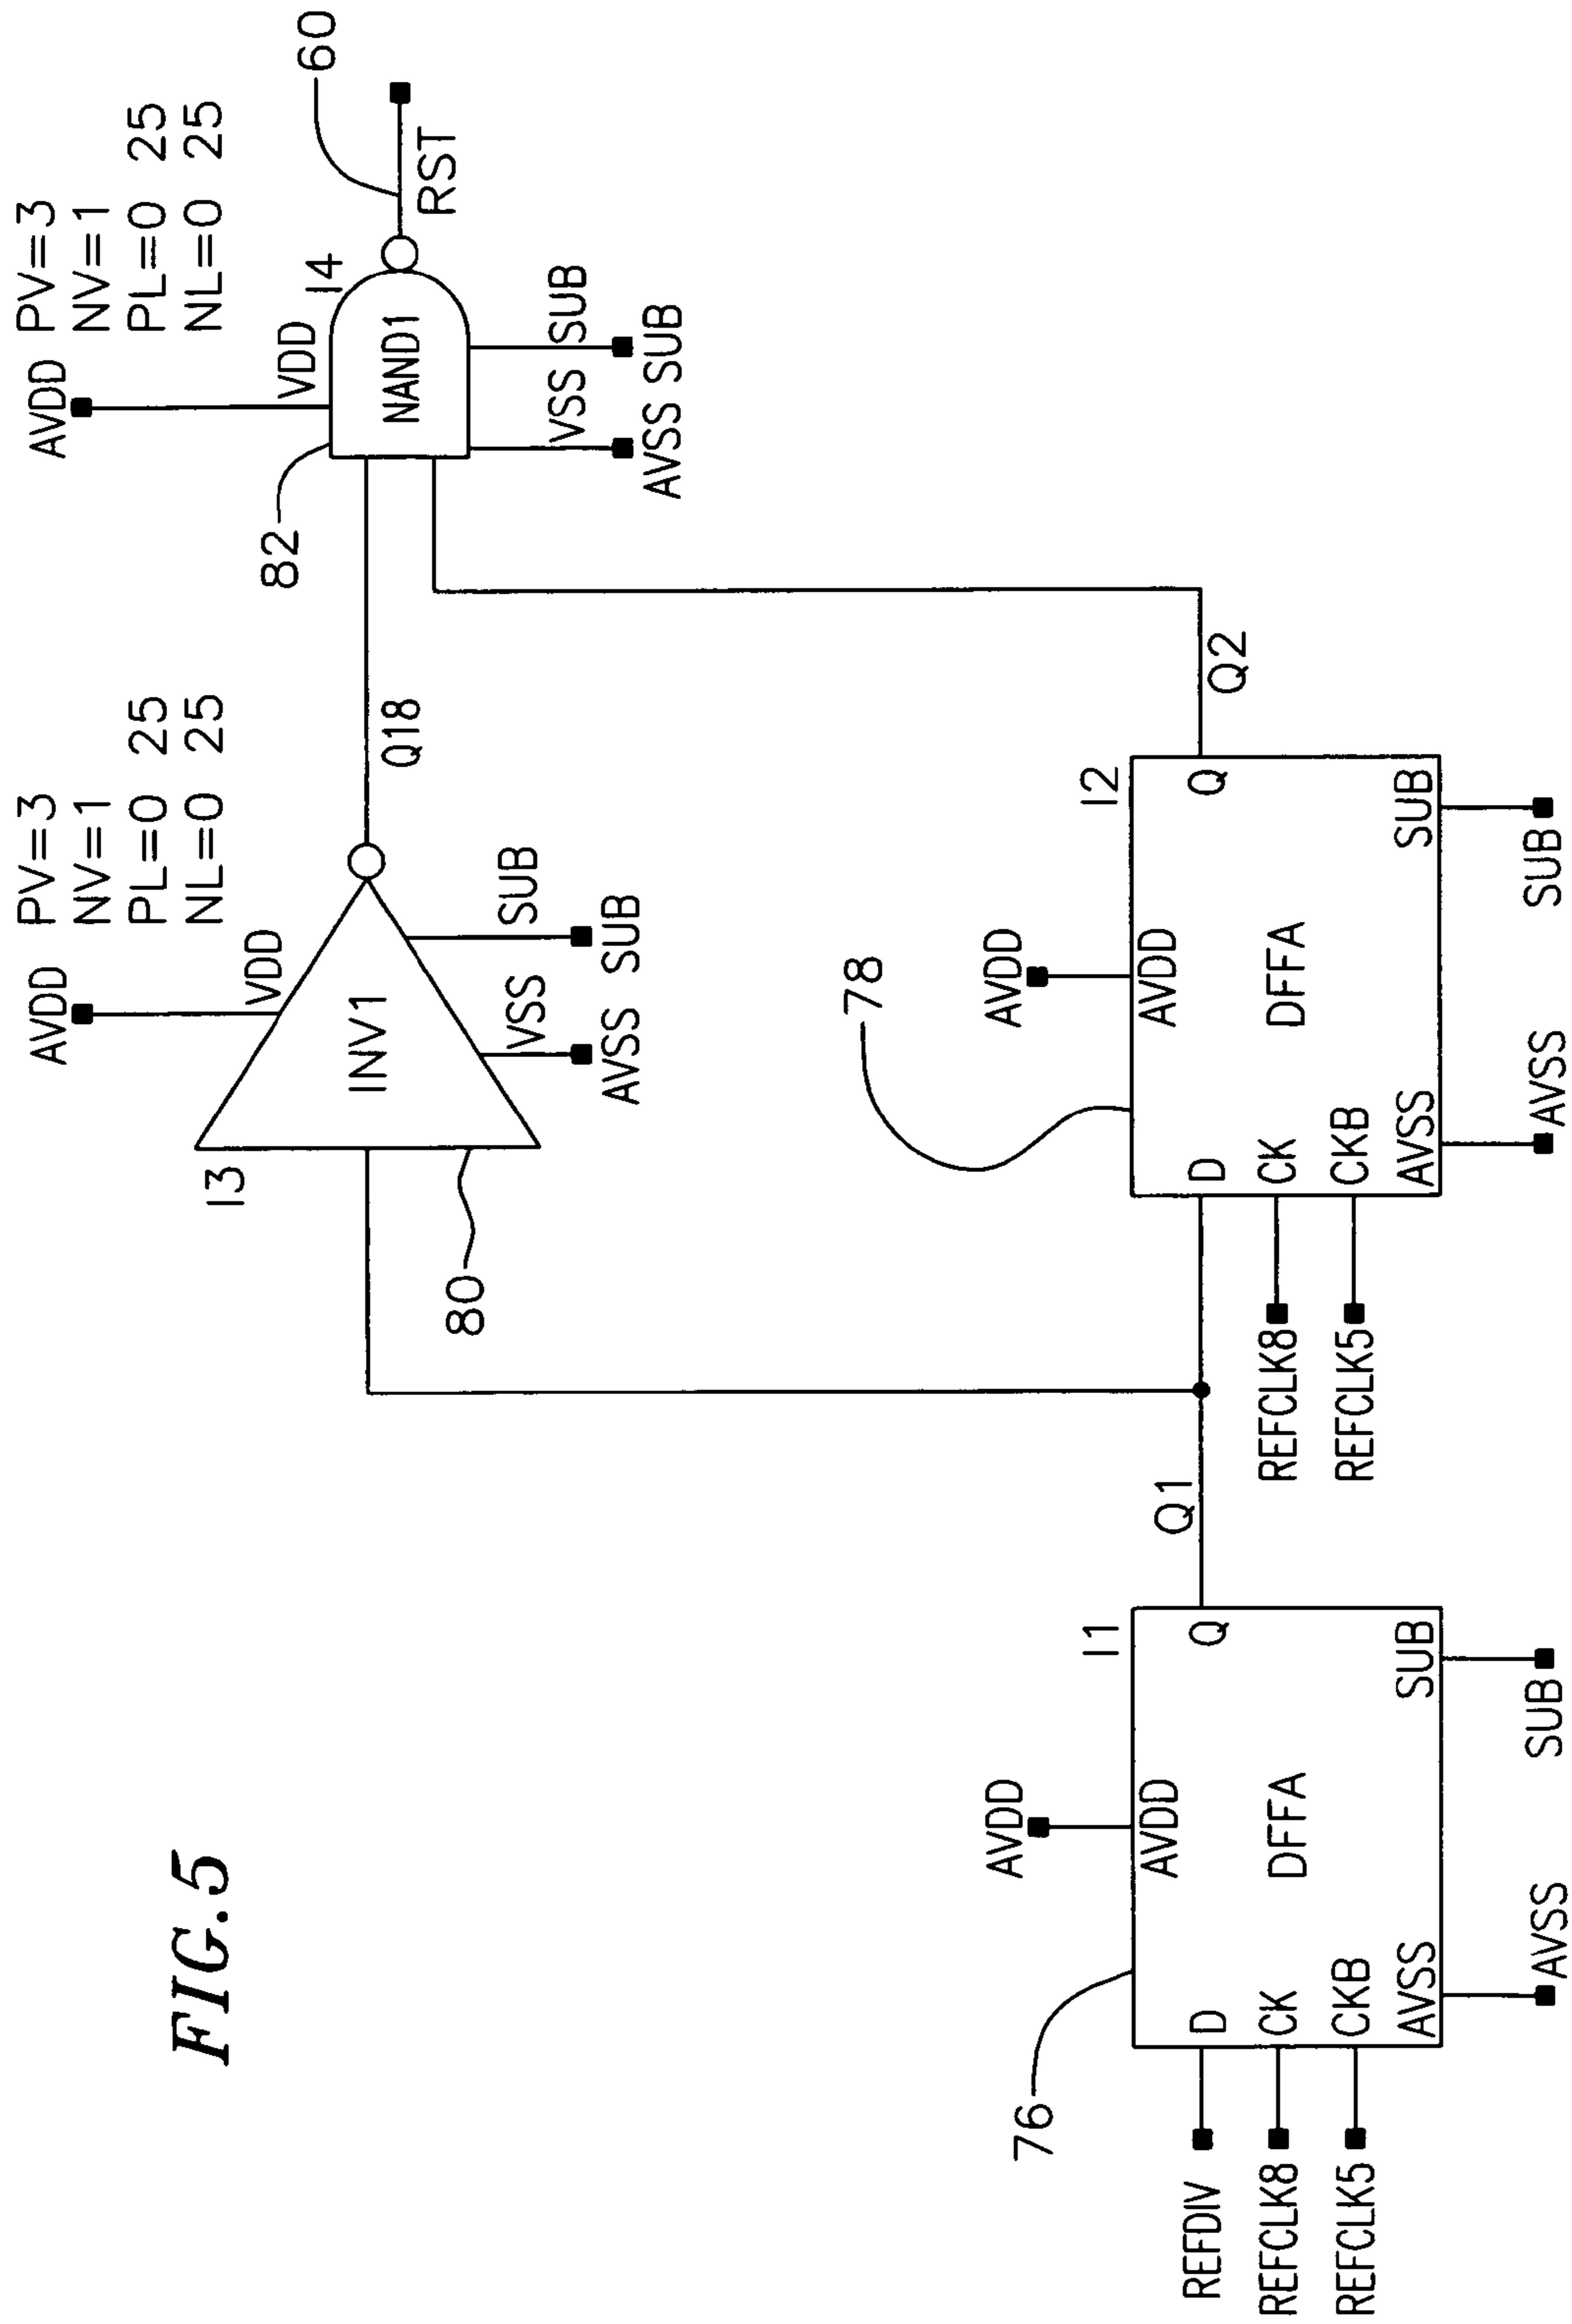 FIG.5
AVDD
PV=3
NV=1
PL=0 25
NL=0 25
VDD
I3
INV1
80
VSS
SUB
AVSS
SUB
Q18
AVDD
PV=3
NV=1
PL=0 25
NL=0 25
VDD
I4
82
NAND1
VSS
SUB
AVSS
SUB
RST
60
76
AVDD
I1
REFDIV
D
AVDD
Q
Q1
REFCLK8
CK
DFFA
REFCLK5
CKB
AVSS
SUB
AVSS
SUB
78
AVDD
I2
D
AVDD
Q
Q2
REFCLK8
CK
DFFA
REFCLK5
CKB
AVSS
SUB
AVSS
SUB